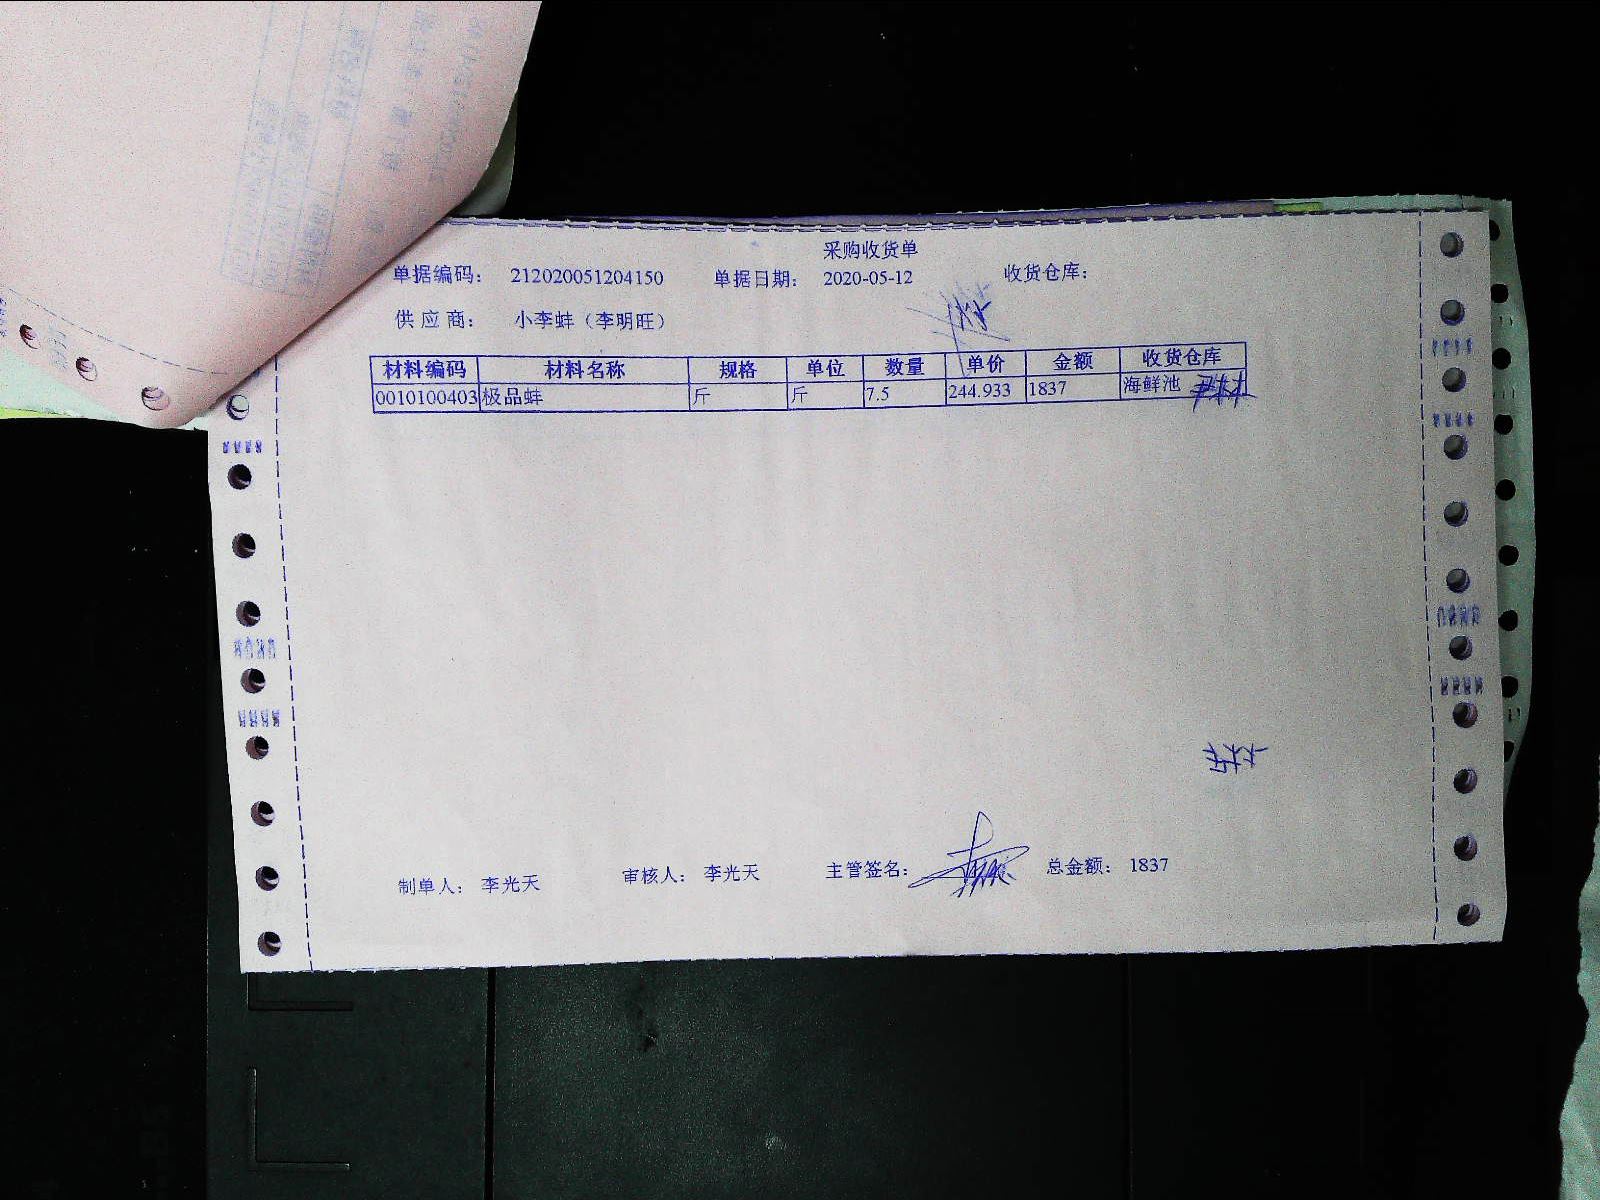 采购收货单
单据编码： 212020051204150 单据日期： 2020-05-12 收货仓库：
供 应 商： 小李蚌（李明旺）
材料编码 材料名称 规格 单位 数量 单价 金额 收货仓库
0010100403 极品蚌 斤 斤 7.5 244.933 1837 海鲜池
制单人： 李光天 审核人： 李光天 主管签名： 总金额： 1837